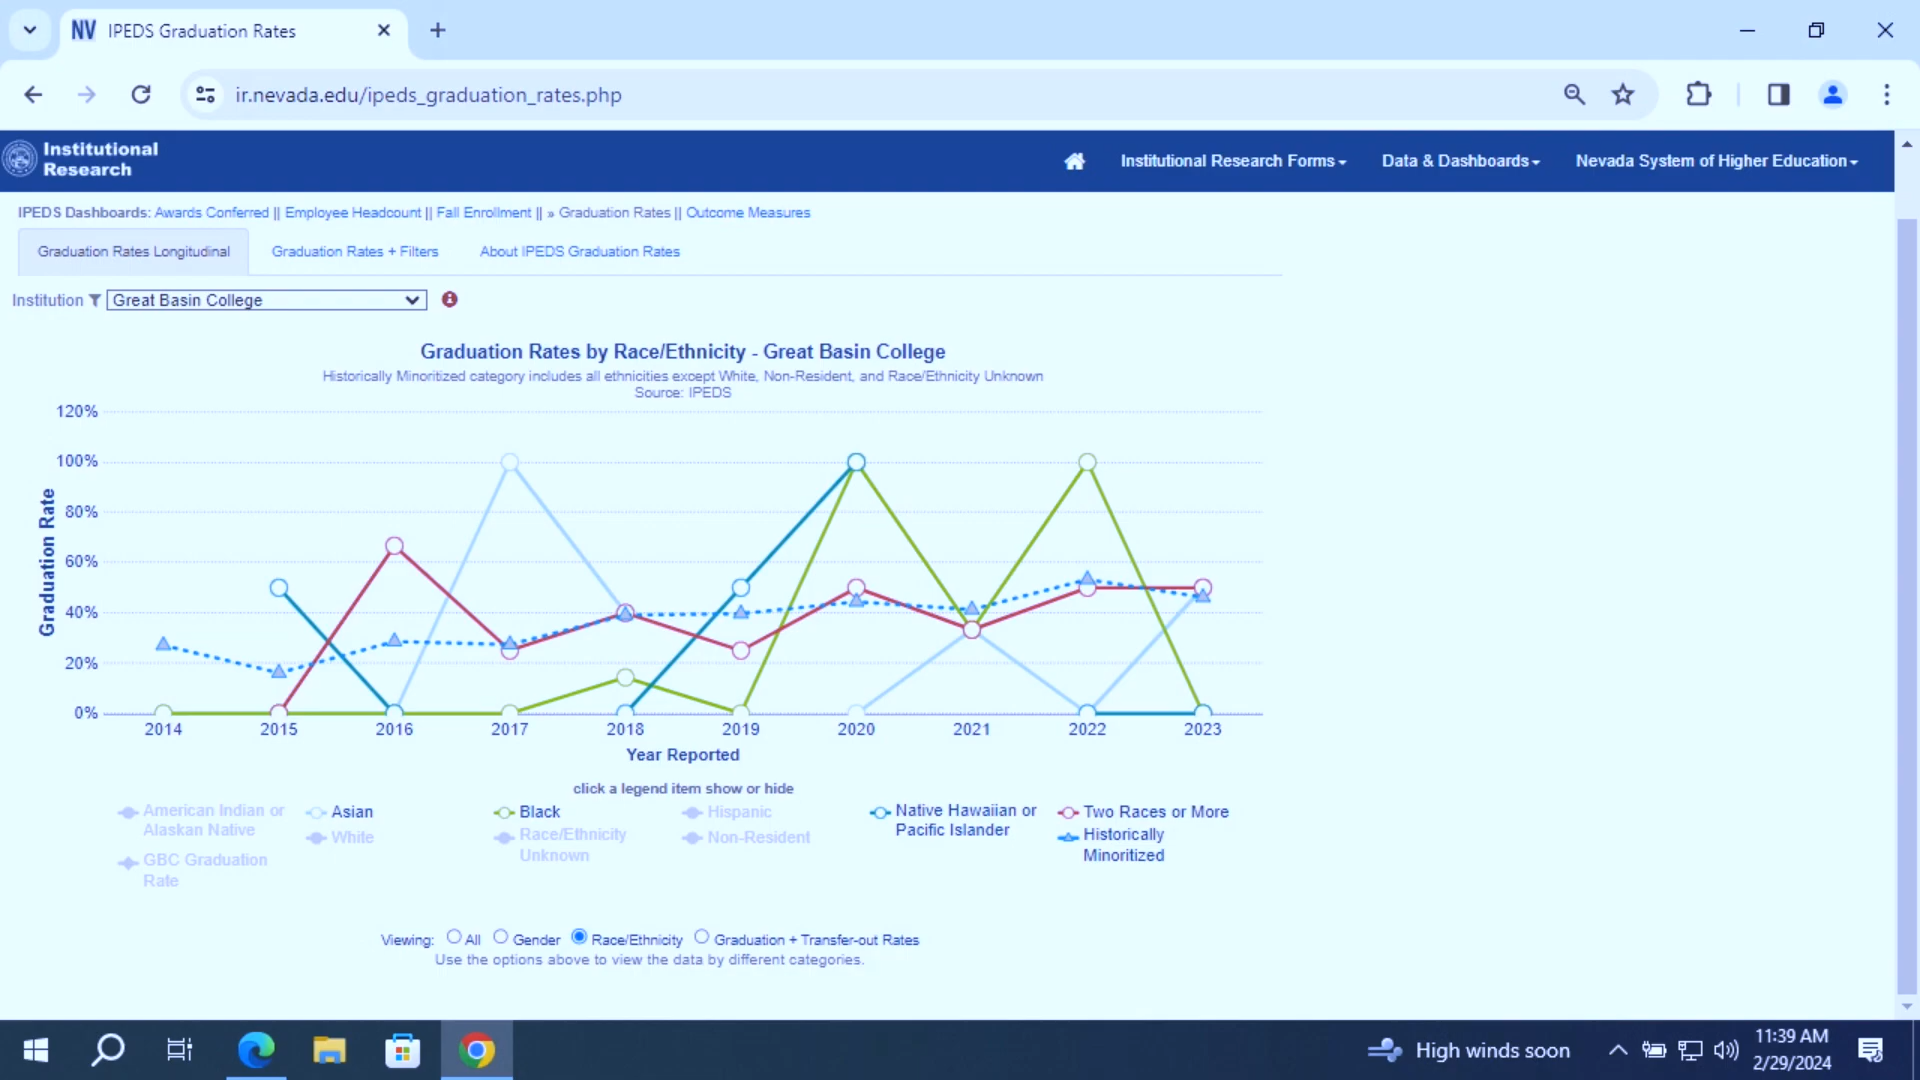 NV IPEDS Graduation Rates
ir.nevada.edu/ipeds_graduation_rates.php
Institutional
Research
Institutional Research Forms Data & Dashboards Nevada System of Higher Education
IPEDS Dashboards: Awards Conferred || Employee Headcount || Fall Enrollment || » Graduation Rates || Outcome Measures
Graduation Rates Longitudinal Graduation Rates + Filters About IPEDS Graduation Rates
Institution Great Basin College
Graduation Rates by Race/Ethnicity - Great Basin College
Historically Minoritized category includes all ethnicities except White, Non-Resident, and Race/Ethnicity Unknown
Source: IPEDS
Graduation Rate
120%
100%
80%
60%
40%
20%
0%
2014 2015 2016 2017 2018 2019 2020 2021 2022 2023
Year Reported
click a legend item show or hide
American Indian or
Alaskan Native
Asian
Black
Hispanic
Native Hawaiian or
Pacific Islander
Two Races or More
White
Race/Ethnicity
Unknown
Non-Resident
Historically
Minoritized
GBC Graduation
Rate
Viewing: All Gender Race/Ethnicity Graduation + Transfer-out Rates
Use the options above to view the data by different categories.
High winds soon
11:39 AM
2/29/2024